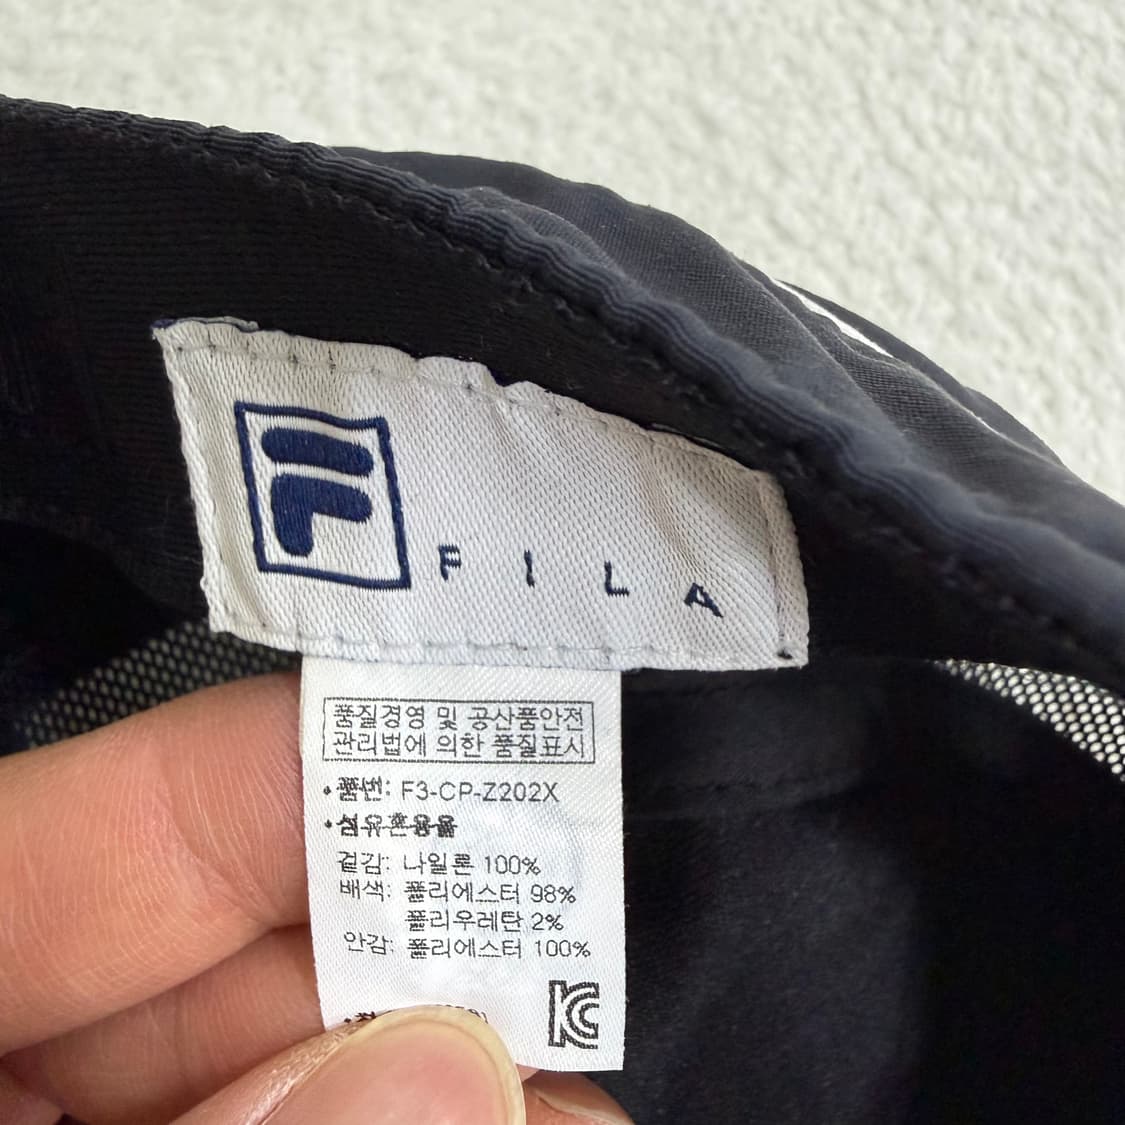 FILA
품질경영 및 공산품안전
관리법에 의한 품질표시
•품번: F3-CP-Z202X
•섬유혼용율
겉감: 나일론 100%
배색: 폴리에스터 98%
폴리우레탄 2%
안감: 폴리에스터 100%